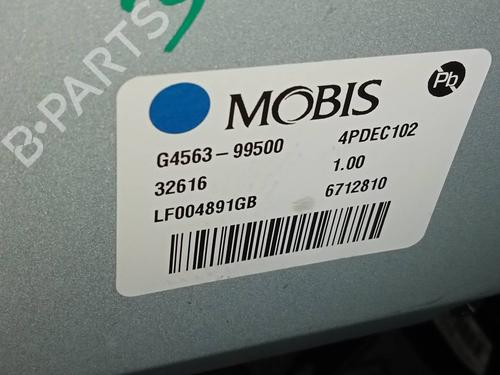 B-PARTS
MOBIS
Pb
G4563-99500 4PDEC102
32616 1.00
LF004891GB 6712810